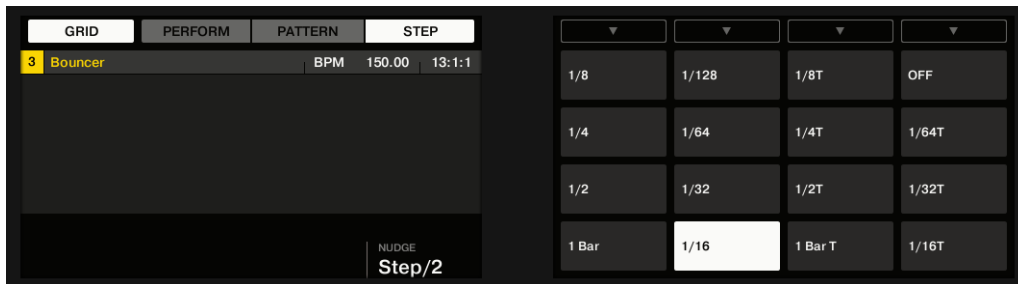 GRID PERFORM PATTERN STEP
3 Bouncer BPM 150.00 13:1:1
NUDGE
Step/2
1/8 1/128 1/8T OFF
1/4 1/64 1/4T 1/64T
1/2 1/32 1/2T 1/32T
1 Bar 1/16 1 Bar T 1/16T